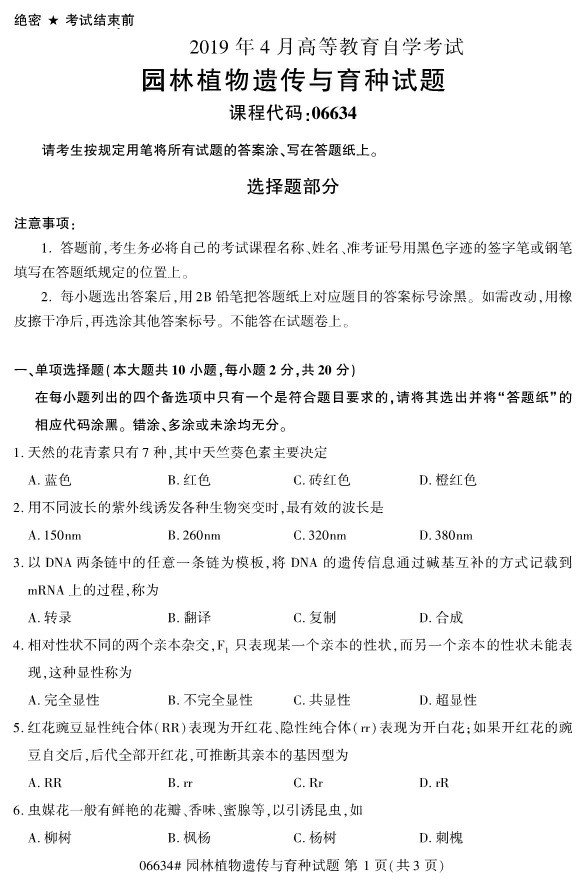 绝密 ★ 考试结束前
2019 年 4 月高等教育自学考试
园林植物遗传与育种试题
课程代码:06634
请考生按规定用笔将所有试题的答案涂、写在答题纸上。
选择题部分
注意事项:
1. 答题前,考生务必将自己的考试课程名称、姓名、准考证号用黑色字迹的签字笔或钢笔
填写在答题纸规定的位置上。
2. 每小题选出答案后,用 2B 铅笔把答题纸上对应题目的答案标号涂黑。如需改动,用橡
皮擦干净后,再选涂其他答案标号。不能答在试题卷上。
一、单项选择题(本大题共 10 小题,每小题 2 分,共 20 分)
在每小题列出的四个备选项中只有一个是符合题目要求的,请将其选出并将“答题纸”的
相应代码涂黑。错涂、多涂或未涂均无分。
1. 天然的花青素只有 7 种,其中天竺葵色素主要决定
A. 蓝色 B. 红色 C. 砖红色 D. 橙红色
2. 用不同波长的紫外线诱发各种生物突变时,最有效的波长是
A. 150nm B. 260nm C. 320nm D. 380nm
3. 以 DNA 两条链中的任意一条链为模板,将 DNA 的遗传信息通过碱基互补的方式记载到
mRNA 上的过程,称为
A. 转录 B. 翻译 C. 复制 D. 合成
4. 相对性状不同的两个亲本杂交,F₁ 只表现某一个亲本的性状,而另一个亲本的性状未能表
现,这种显性称为
A. 完全显性 B. 不完全显性 C. 共显性 D. 超显性
5. 红花豌豆显性纯合体(RR)表现为开红花、隐性纯合体(rr)表现为开白花;如果开红花的豌
豆自交后,后代全部开红花,可推断其亲本的基因型为
A. RR B. rr C. Rr D. rR
6. 虫媒花一般有鲜艳的花瓣、香味、蜜腺等,以引诱昆虫,如
A. 柳树 B. 枫杨 C. 杨树 D. 刺槐
06634# 园林植物遗传与育种试题 第 1 页(共 3 页)